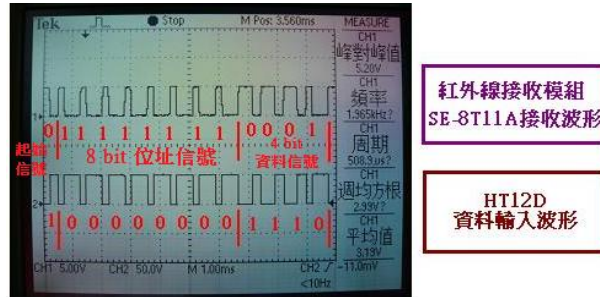 Tek Stop M Pos: 3.560ms MEASURE
CH1
峰對峰值
5.20V
CH1
頻率
1.965kHz?
CH1
周期
508.9us?
CH1
週均方根
2.99V?
CH1
平均值
3.19V
1
0 1 1 1 1 1 1 1 1 0 0 0 1
起始信號
8 bit 位址信號
4 bit
資料信號
2
1 0 0 0 0 0 0 0 0 1 1 1 0
CH1 5.00V CH2 50.0V M 1.00ms CH2 -11.0mV
<10Hz
紅外線接收模組
SE-8T11A接收波形
HT12D
資料輸入波形